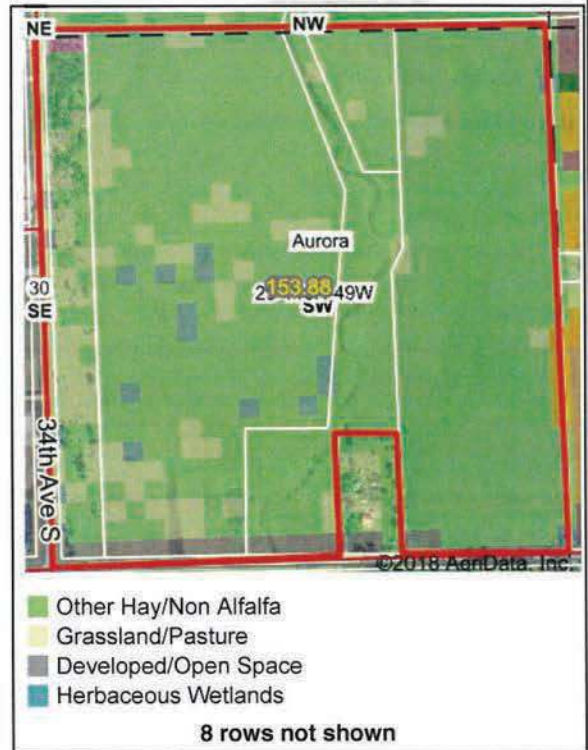 NE
NW
Aurora
153.88
49W
30
SE
SW
34th Ave S
©2018 AgriData, Inc.
Other Hay/Non Alfalfa
Grassland/Pasture
Developed/Open Space
Herbaceous Wetlands
8 rows not shown